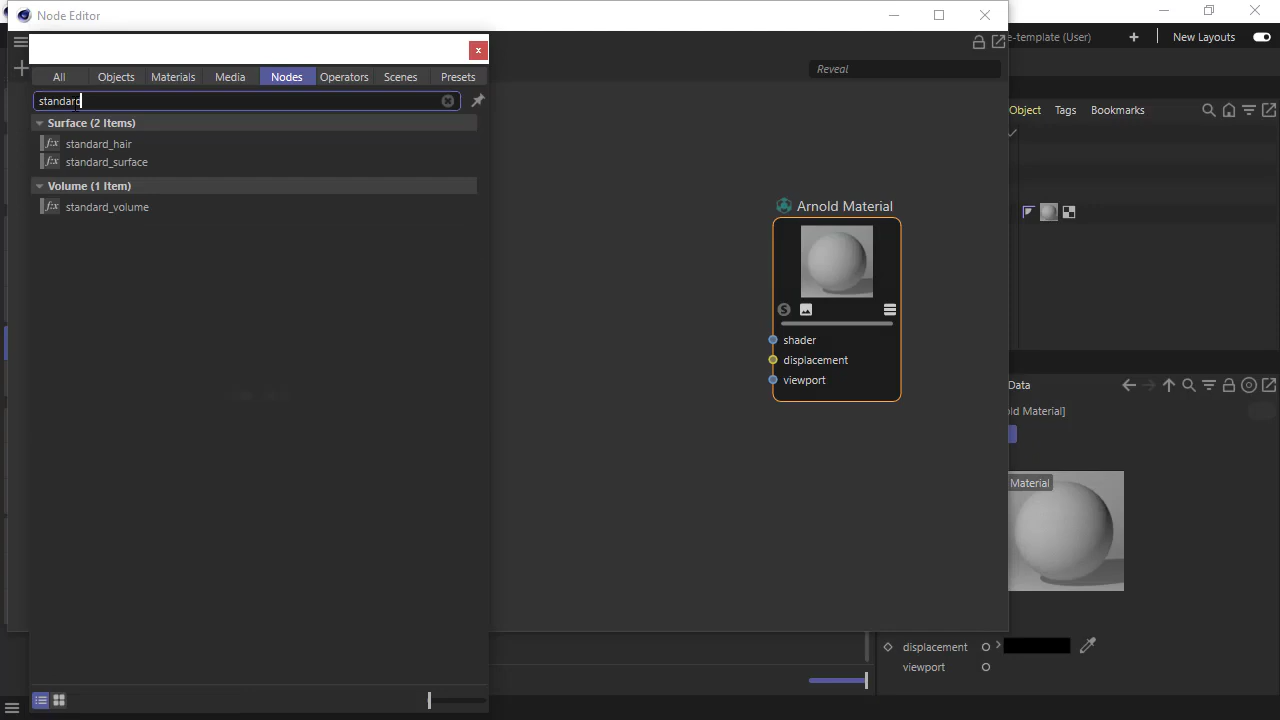 Node Editor
e-template (User)
New Layouts
Reveal
All
Objects
Materials
Media
Nodes
Operators
Scenes
Presets
standard
Surface (2 Items)
standard_hair
standard_surface
Volume (1 Item)
standard_volume
Arnold Material
shader
displacement
viewport
Object
Tags
Bookmarks
Data
old Material]
Material
displacement
viewport